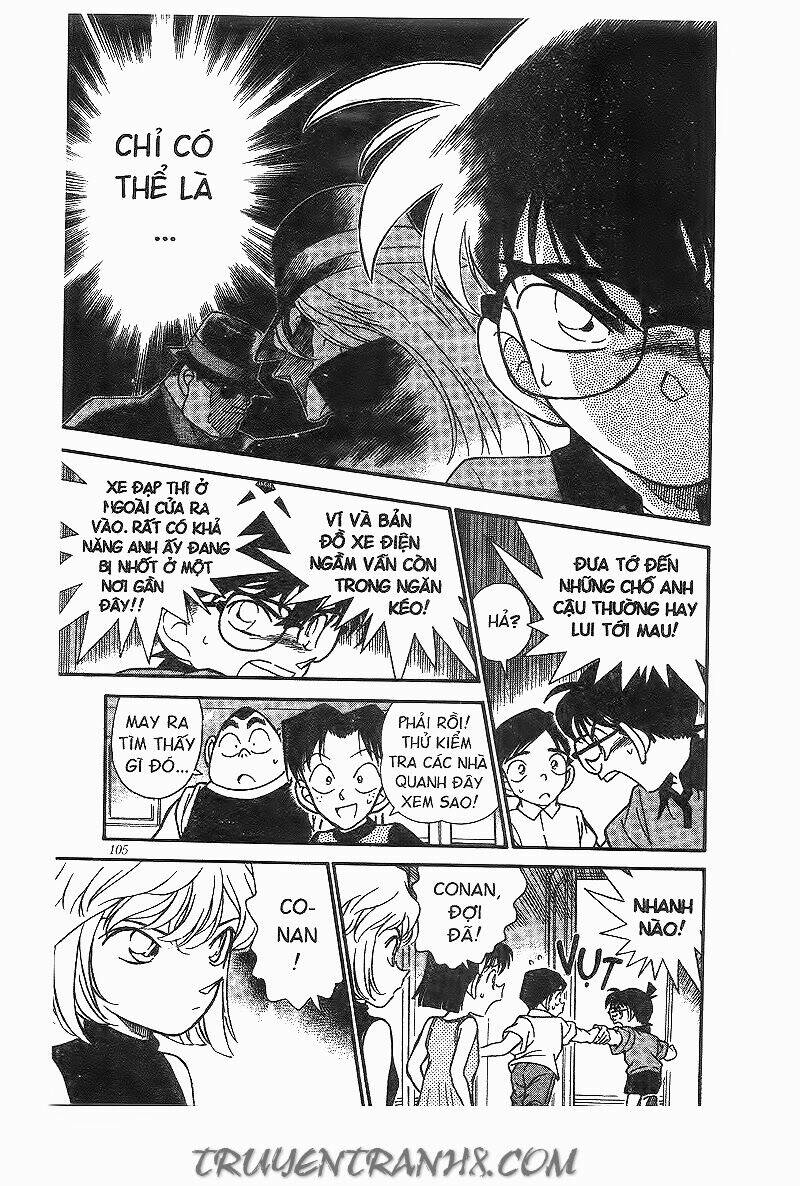 CHỈ CÓ
THỂ LÀ
...
ĐƯA TỚ ĐẾN
NHỮNG CHỖ ANH
CẬU THƯỜNG HAY
LUI TỚI MAU!
HẢ?
VÍ VÀ BẢN
ĐỒ XE ĐIỆN
NGẦM VẪN CÒN
TRONG NGĂN
KÉO!
XE ĐẠP THÌ Ở
NGOÀI CỬA RA
VÀO. RẤT CÓ KHẢ
NĂNG ANH ẤY ĐANG
BỊ NHỐT Ở MỘT
NƠI GẦN
ĐÂY!!
PHẢI RỒI!
THỬ KIỂM
TRA CÁC NHÀ
QUANH ĐÂY
XEM SAO!
MAY RA
TÌM THẤY
GÌ ĐÓ...
105
NHANH
NÀO!
VỤT
CONAN,
ĐỢI
ĐÃ!
CO-
NAN
!
TRUYENTRANH8.COM